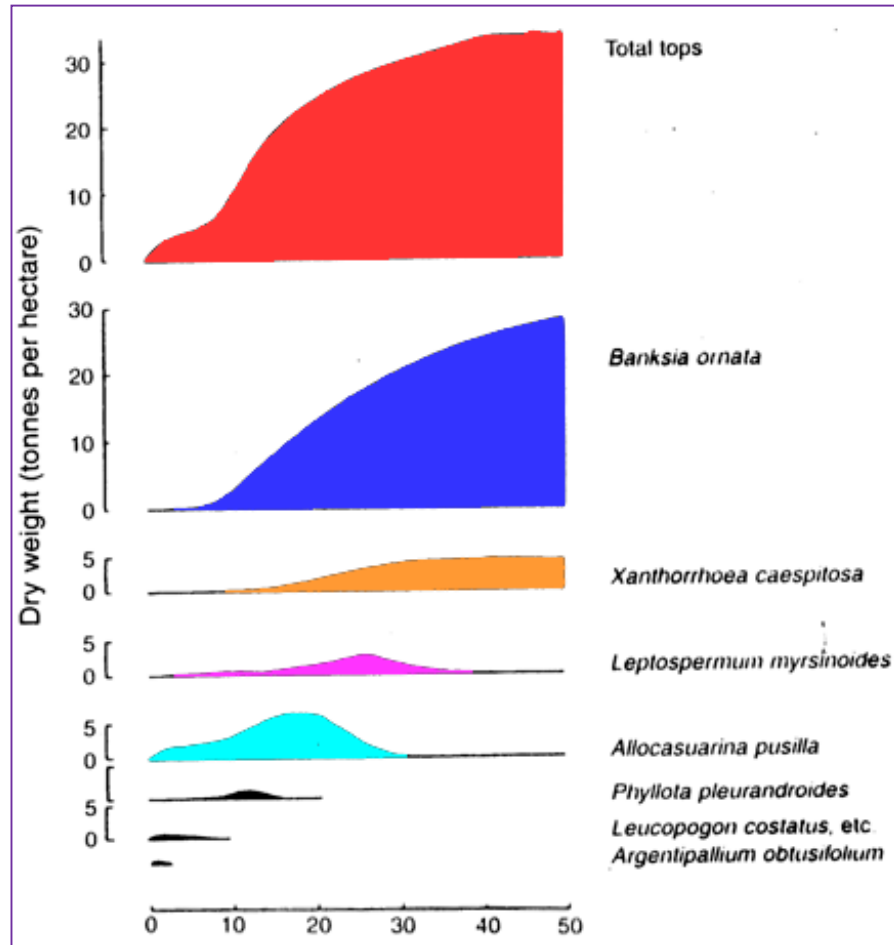 Dry weight (tonnes per hectare)
30
20
10
0
Total tops
30
20
10
0
Banksia ornata
5
0
Xanthorrhoea caespitosa
5
0
Leptospermum myrsinoides
5
0
Allocasuarina pusilla
Phyllota pleurandroides
5
0
Leucopogon costatus, etc.
Argentipallium obtusifolium
0 10 20 30 40 50